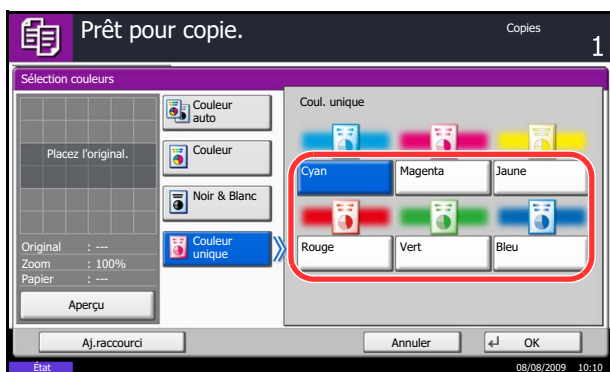 Prêt pour copie.
Copies
1
Sélection couleurs
Placez l'original.
Original : ---
Zoom : 100%
Papier : ---
Aperçu
Couleur
auto
Couleur
Noir & Blanc
Couleur
unique
Coul. unique
Cyan
Magenta
Jaune
Rouge
Vert
Bleu
Aj.raccourci
Annuler
OK
État
08/08/2009 10:10